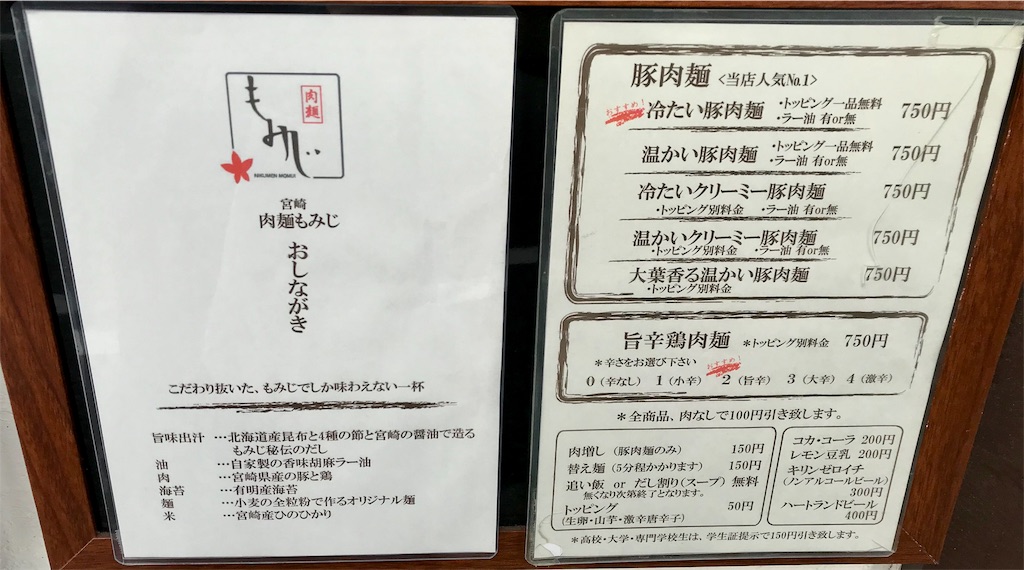 もみじ
肉麺
NIKUMEN MOMIJI
宮崎
肉麺もみじ
おしながき
こだわり抜いた、もみじでしか味わえない一杯
旨味出汁 …北海道産昆布と4種の節と宮崎の醤油で造る
もみじ秘伝のだし
油 …自家製の香味胡麻ラー油
肉 …宮崎県産の豚と鶏
海苔 …有明産海苔
麺 …小麦の全粒粉で作るオリジナル麺
米 …宮崎産ひのひかり
豚肉麺 <当店人気No.1>
おすすめ!
冷たい豚肉麺 ・トッピング一品無料 750円
・ラー油 有or無
温かい豚肉麺 ・トッピング一品無料 750円
・ラー油 有or無
冷たいクリーミー豚肉麺 750円
・トッピング別料金 ・ラー油 有or無
温かいクリーミー豚肉麺 750円
・トッピング別料金 ・ラー油 有or無
大葉香る温かい豚肉麺 750円
・トッピング別料金
旨辛鶏肉麺 *トッピング別料金 750円
*辛さをお選び下さい
おすすめ!
0(辛なし) 1(小辛) 2(旨辛) 3(大辛) 4(激辛)
*全商品、肉なしで100円引き致します。
肉増し(豚肉麺のみ) 150円
替え麺(5分程かかります) 150円
追い飯 or だし割り(スープ) 無料
無くなり次第終了となります。
トッピング 50円
(生卵・山芋・激辛唐辛子)
コカ・コーラ 200円
レモン豆乳 200円
キリンゼロイチ
(ノンアルコールビール)
300円
ハートランドビール
400円
*高校・大学・専門学校生は、学生証提示で150円引き致します。